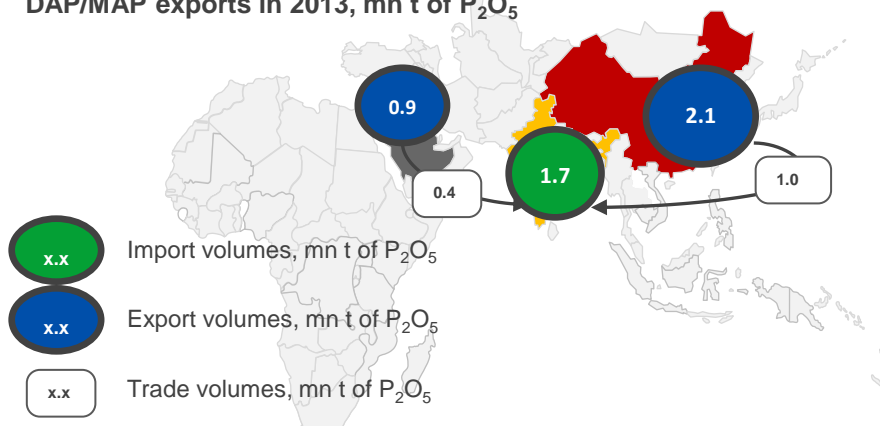 DAP/MAP exports in 2013, mn t of P₂O₅
0.9
2.1
1.7
0.4
1.0
x.x Import volumes, mn t of P₂O₅
x.x Export volumes, mn t of P₂O₅
x.x Trade volumes, mn t of P₂O₅